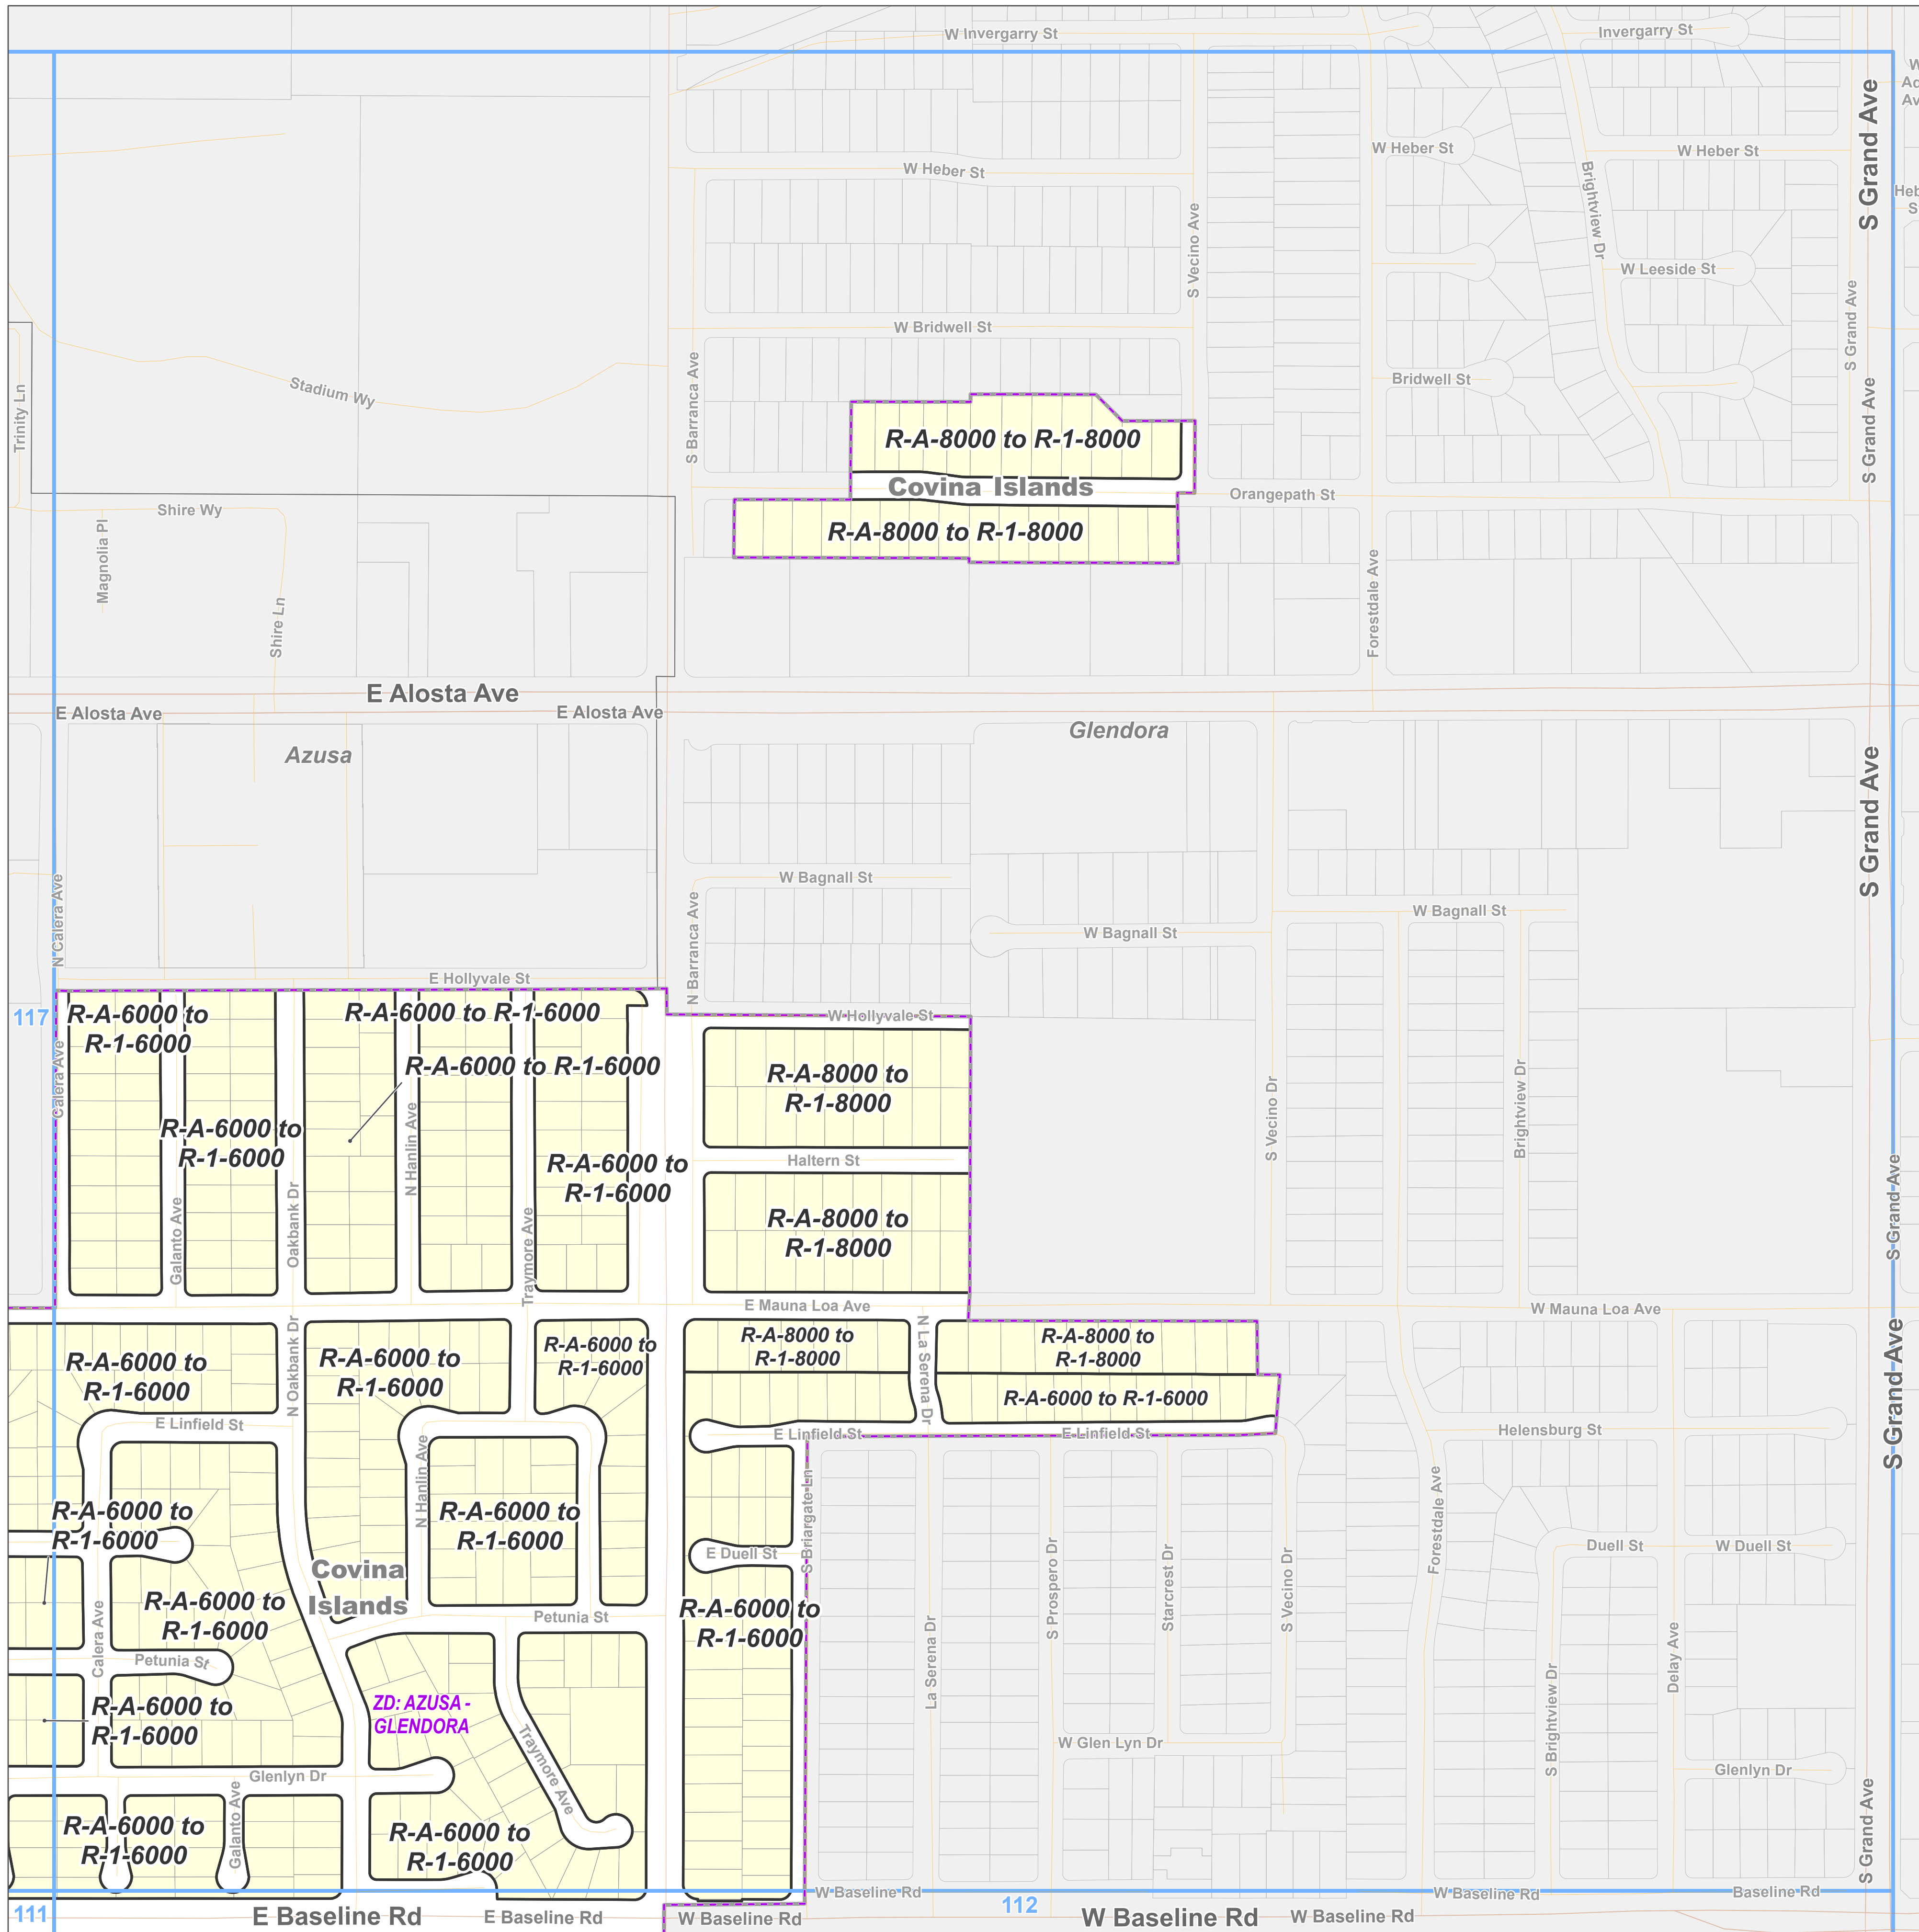 W Invergarry St
Invergarry St
S Grand Ave
W
Ad
Av
W Heber St
W Heber St
W Heber St
Brightview Dr
Heb
S
S Vecino Ave
W Leeside St
W Bridwell St
S Grand Ave
Stadium Wy
Trinity Ln
S Barranca Ave
Bridwell St
S Grand Ave
R-A-8000 to R-1-8000
Covina Islands
Orangepath St
Shire Wy
R-A-8000 to R-1-8000
Magnolia Pl
Shire Ln
Forestdale Ave
E Alosta Ave
E Alosta Ave
E Alosta Ave
Azusa
Glendora
S Grand Ave
W Bagnall St
N Calera Ave
N Barranca Ave
W Bagnall St
W Bagnall St
E Hollyvale St
117
R-A-6000 to
R-1-6000
R-A-6000 to R-1-6000
W Hollyvale St
Calera Ave
R-A-6000 to R-1-6000
R-A-8000 to
R-1-8000
R-A-6000 to
R-1-6000
N Hanlin Ave
R-A-6000 to
R-1-6000
Haltern St
S Vecino Dr
Brightview Dr
Galanto Ave
Oakbank Dr
Traymore Ave
R-A-8000 to
R-1-8000
S Grand Ave
E Mauna Loa Ave
W Mauna Loa Ave
R-A-6000 to
R-1-6000
N Oakbank Dr
R-A-6000 to
R-1-6000
R-A-6000 to
R-1-6000
R-A-8000 to
R-1-8000
N La Serena Dr
R-A-8000 to
R-1-8000
S Grand Ave
R-A-6000 to R-1-6000
E Linfield St
E Linfield St
E Linfield St
Helensburg St
N Hanlin Ave
R-A-6000 to
R-1-6000
R-A-6000 to
R-1-6000
S Briargate Ln
E Duell St
Forestdale Ave
Duell St
W Duell St
Covina
Islands
R-A-6000 to
R-1-6000
Petunia St
R-A-6000 to
R-1-6000
S Prospero Dr
Starcrest Dr
S Vecino Dr
Calera Ave
Petunia St
La Serena Dr
Delay Ave
R-A-6000 to
R-1-6000
ZD: AZUSA -
GLENDORA
Traymore Ave
W Glen Lyn Dr
S Brightview Dr
Glenlyn Dr
Glenlyn Dr
Galanto Ave
R-A-6000 to
R-1-6000
R-A-6000 to
R-1-6000
S Grand Ave
W Baseline Rd
W Baseline Rd
Baseline Rd
111
112
E Baseline Rd
E Baseline Rd
W Baseline Rd
W Baseline Rd
W Baseline Rd